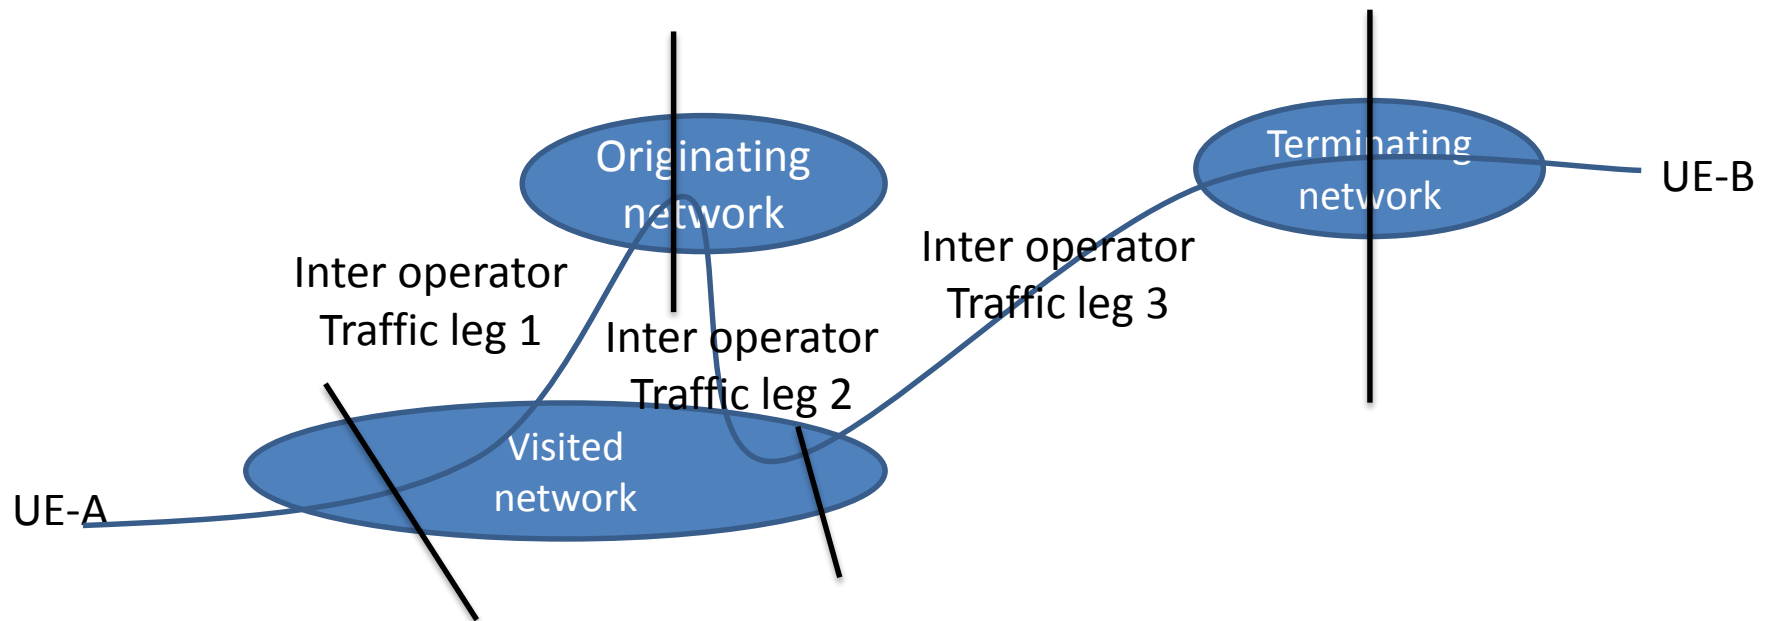 Originating
network
Terminating
network
UE-B
Inter operator
Traffic leg 1
Inter operator
Traffic leg 2
Inter operator
Traffic leg 3
Visited
network
UE-A